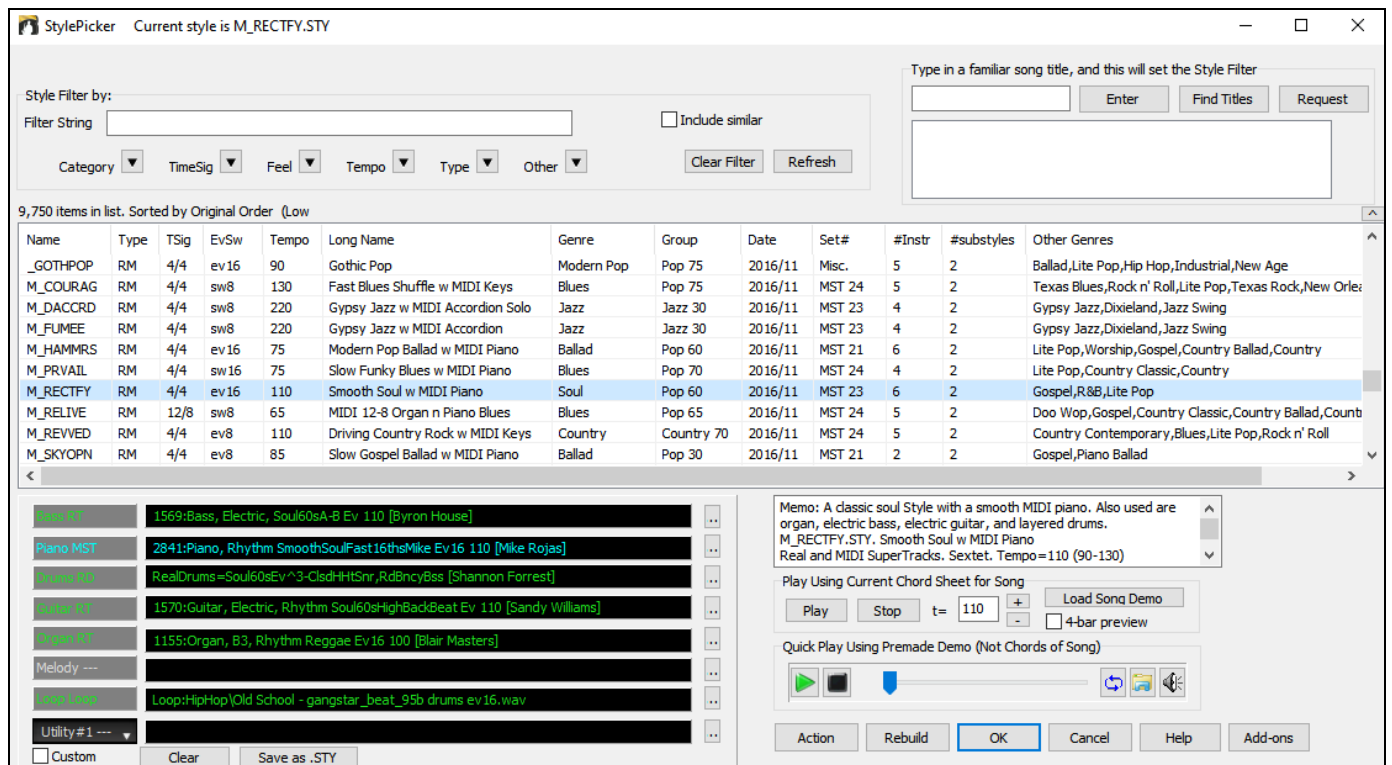 StylePicker Current style is M_RECTFY.STY
Type in a familiar song title, and this will set the Style Filter
Enter Find Titles Request
Style Filter by:
Filter String Include similar
Category TimeSig Feel Tempo Type Other Clear Filter Refresh
9,750 items in list. Sorted by Original Order (Low
Name Type TSig EvSw Tempo Long Name Genre Group Date Set# #Instr #substyles Other Genres
_GOTHPOP RM 4/4 ev16 90 Gothic Pop Modern Pop Pop 75 2016/11 Misc. 5 2 Ballad,Lite Pop,Hip Hop,Industrial,New Age
M_COURAG RM 4/4 sw8 130 Fast Blues Shuffle w MIDI Keys Blues Pop 75 2016/11 MST 24 5 2 Texas Blues,Rock n' Roll,Lite Pop,Texas Rock,New Orlea
M_DACCRD RM 4/4 sw8 220 Gypsy Jazz w MIDI Accordion Solo Jazz Jazz 30 2016/11 MST 23 4 2 Gypsy Jazz,Dixieland,Jazz Swing
M_FUMEE RM 4/4 sw8 220 Gypsy Jazz w MIDI Accordion Jazz Jazz 30 2016/11 MST 23 4 2 Gypsy Jazz,Dixieland,Jazz Swing
M_HAMMRS RM 4/4 ev16 75 Modern Pop Ballad w MIDI Piano Ballad Pop 60 2016/11 MST 21 6 2 Lite Pop,Worship,Gospel,Country Ballad,Country
M_PRVAIL RM 4/4 sw16 75 Slow Funky Blues w MIDI Piano Blues Pop 70 2016/11 MST 24 4 2 Lite Pop,Country Classic,Country
M_RECTFY RM 4/4 ev16 110 Smooth Soul w MIDI Piano Soul Pop 60 2016/11 MST 23 6 2 Gospel,R&B,Lite Pop
M_RELIVE RM 12/8 sw8 65 MIDI 12-8 Organ n Piano Blues Blues Pop 65 2016/11 MST 24 5 2 Doo Wop,Gospel,Country Classic,Country Ballad,Count
M_REVVED RM 4/4 ev8 110 Driving Country Rock w MIDI Keys Country Country 70 2016/11 MST 24 5 2 Country Contemporary,Blues,Lite Pop,Rock n' Roll
M_SKYOPN RM 4/4 ev8 85 Slow Gospel Ballad w MIDI Piano Ballad Pop 30 2016/11 MST 21 2 2 Gospel,Piano Ballad
Bass RT 1569:Bass, Electric, Soul60sA-B Ev 110 [Byron House] ..
Piano MST 2841:Piano, Rhythm SmoothSoulFast16thsMike Ev16 110 [Mike Rojas] ..
Drums RD RealDrums=Soul60sEv^3-ClsdHHtSnr,RdBncyBss [Shannon Forrest] ..
Guitar RT 1570:Guitar, Electric, Rhythm Soul60sHighBackBeat Ev 110 [Sandy Williams] ..
Organ RT 1155:Organ, B3, Rhythm Reggae Ev16 100 [Blair Masters] ..
Melody --- ..
Loop Loop Loop:HipHop\Old School - gangstar_beat_95b drums ev16.wav ..
Utility#1 --- ..
Custom Clear Save as .STY
Memo: A classic soul Style with a smooth MIDI piano. Also used are
organ, electric bass, electric guitar, and layered drums.
M_RECTFY.STY. Smooth Soul w MIDI Piano
Real and MIDI SuperTracks. Sextet. Tempo=110 (90-130)
Play Using Current Chord Sheet for Song
Play Stop t= 110 + - Load Song Demo
4-bar preview
Quick Play Using Premade Demo (Not Chords of Song)
Action Rebuild OK Cancel Help Add-ons